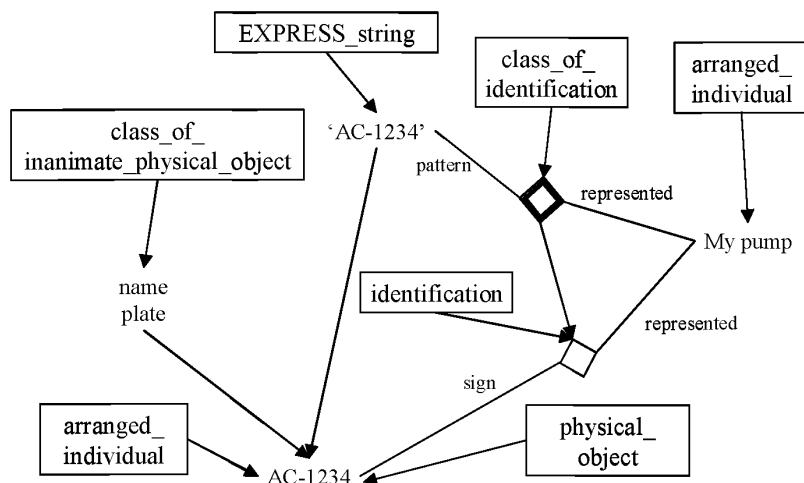 EXPRESS_string
class_of_
identification
arranged_
individual
class_of_
inanimate_physical_object
‘AC-1234’
pattern
represented
My pump
name
plate
identification
represented
sign
arranged_
individual
physical_
object
AC-1234